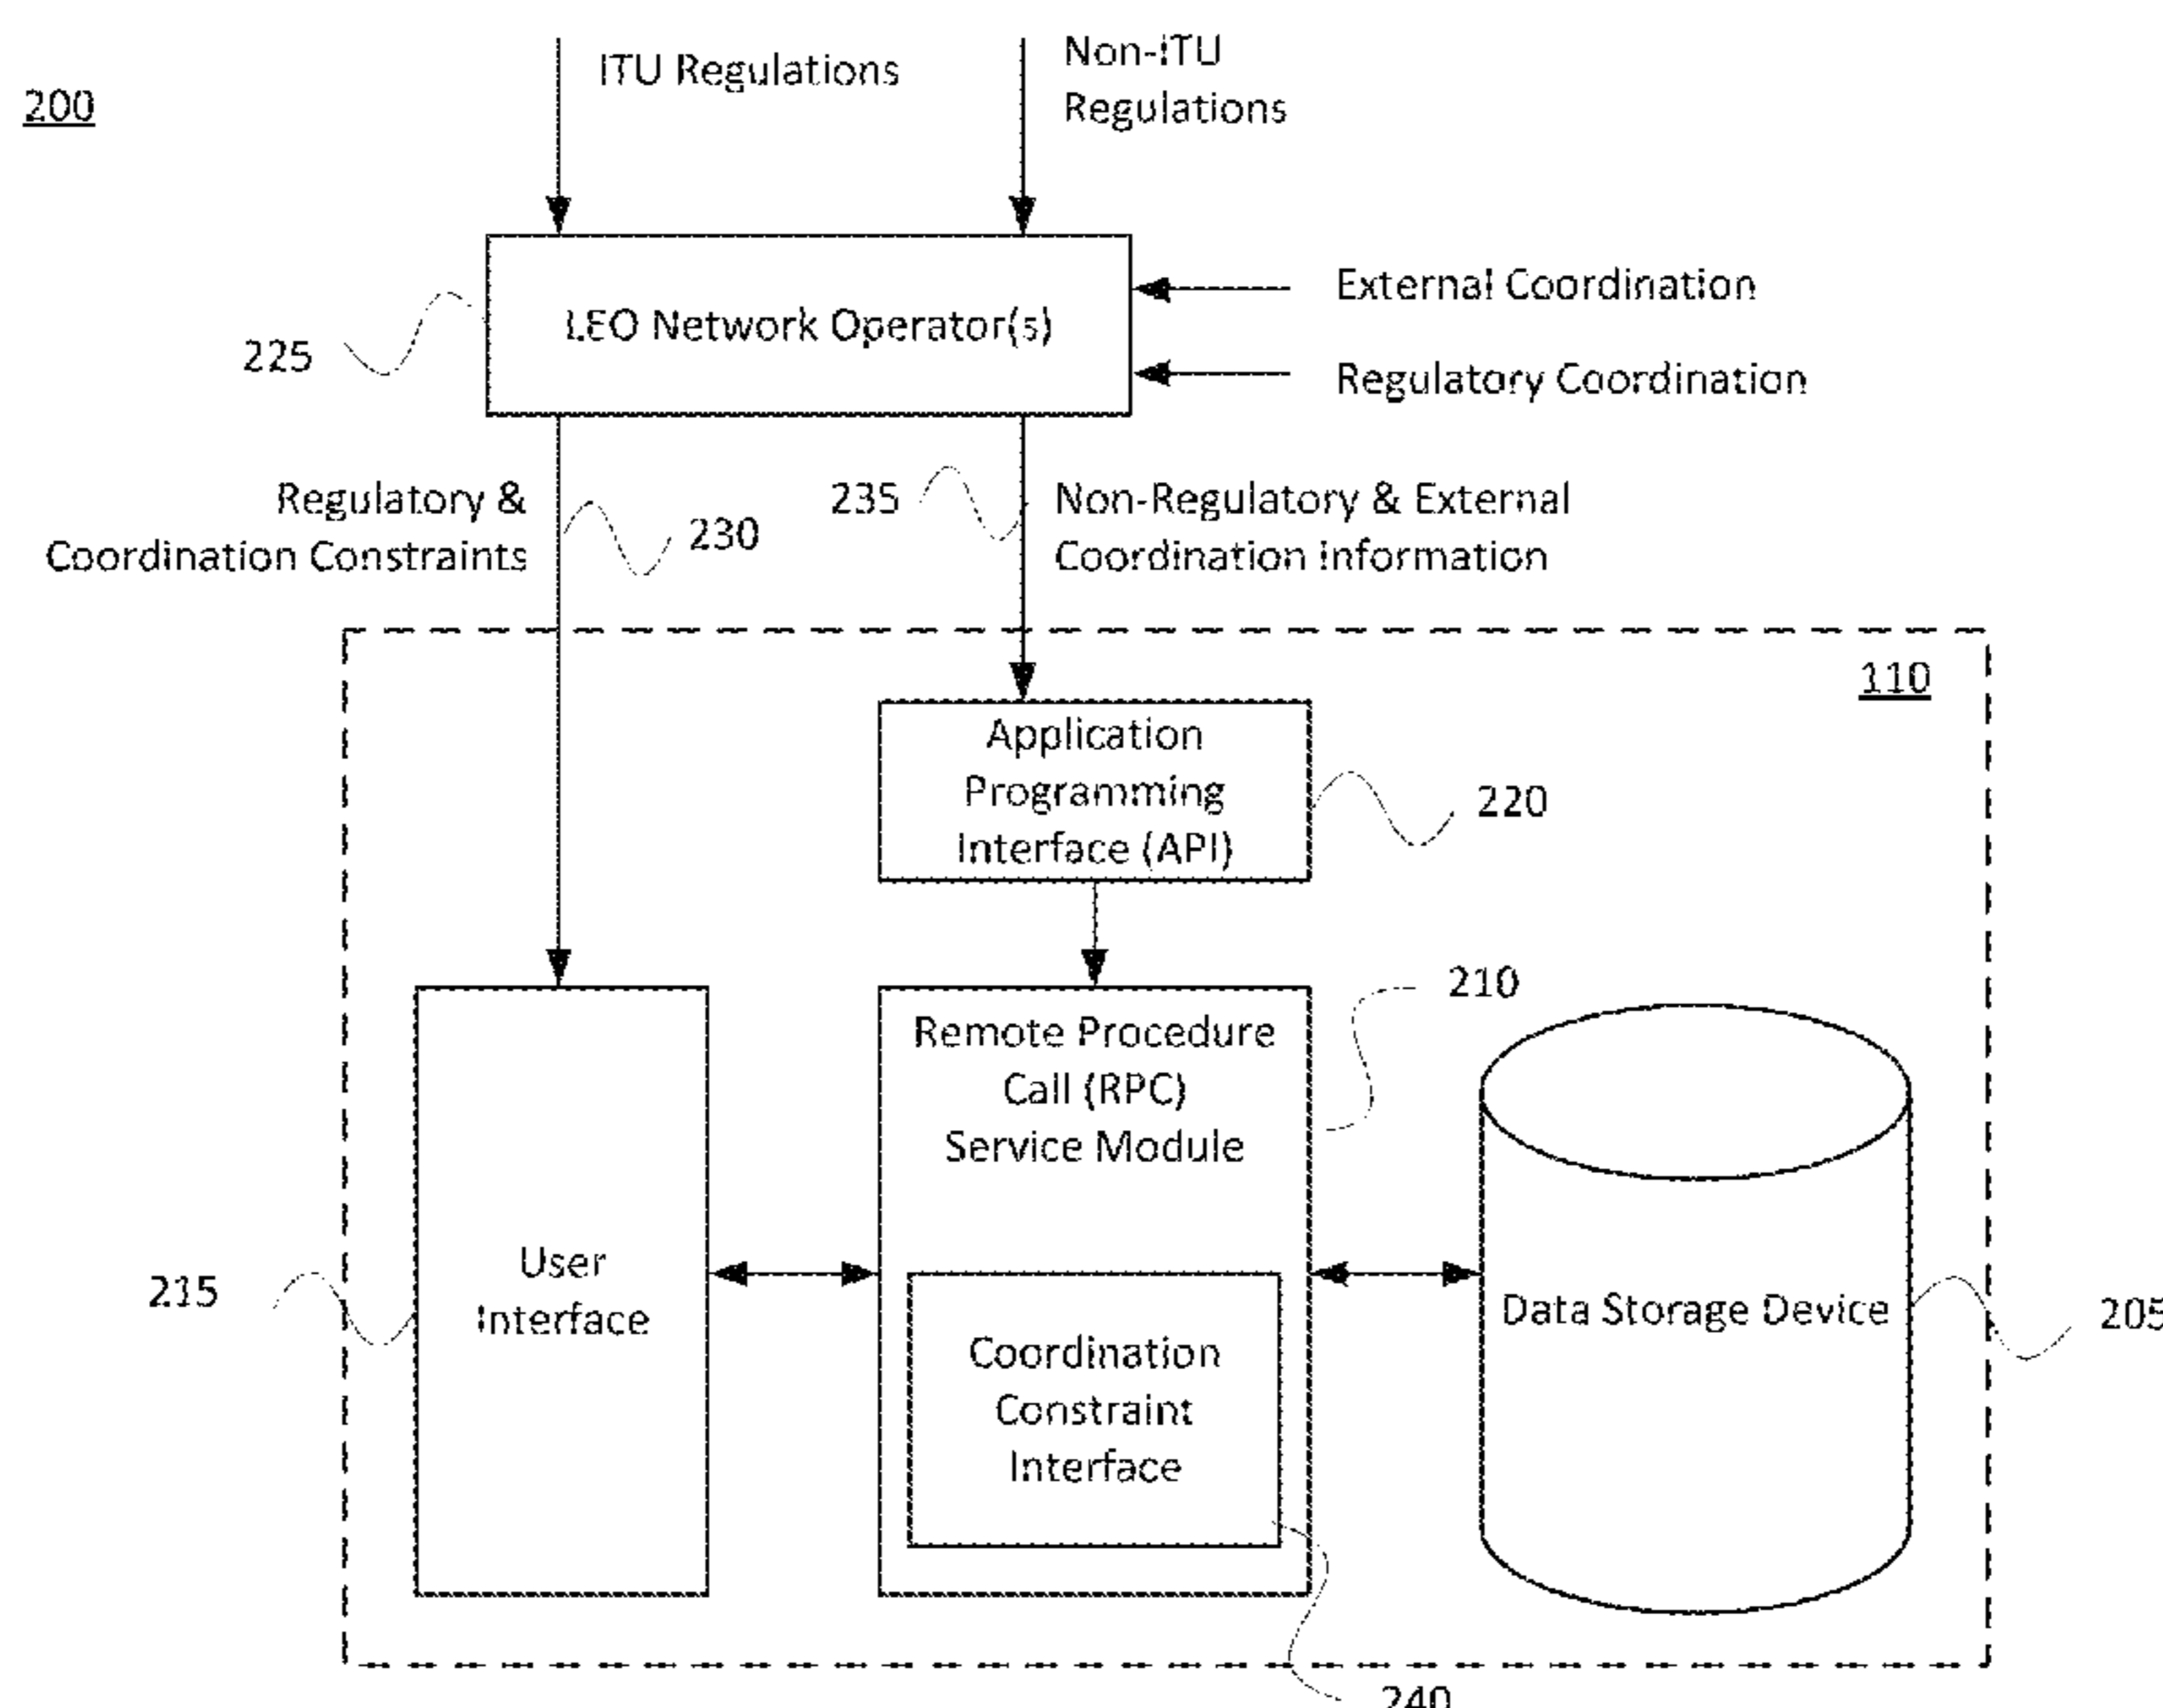 200
ITU Regulations
Non-ITU
Regulations
LEO Network Operator(s)
External Coordination
Regulatory Coordination
225
Regulatory &
Coordination Constraints
230
235
Non-Regulatory & External
Coordination Information
110
Application
Programming
Interface (API)
220
210
Remote Procedure
Call (RPC)
Service Module
User
Interface
215
Coordination
Constraint
Interface
Data Storage Device
205
240